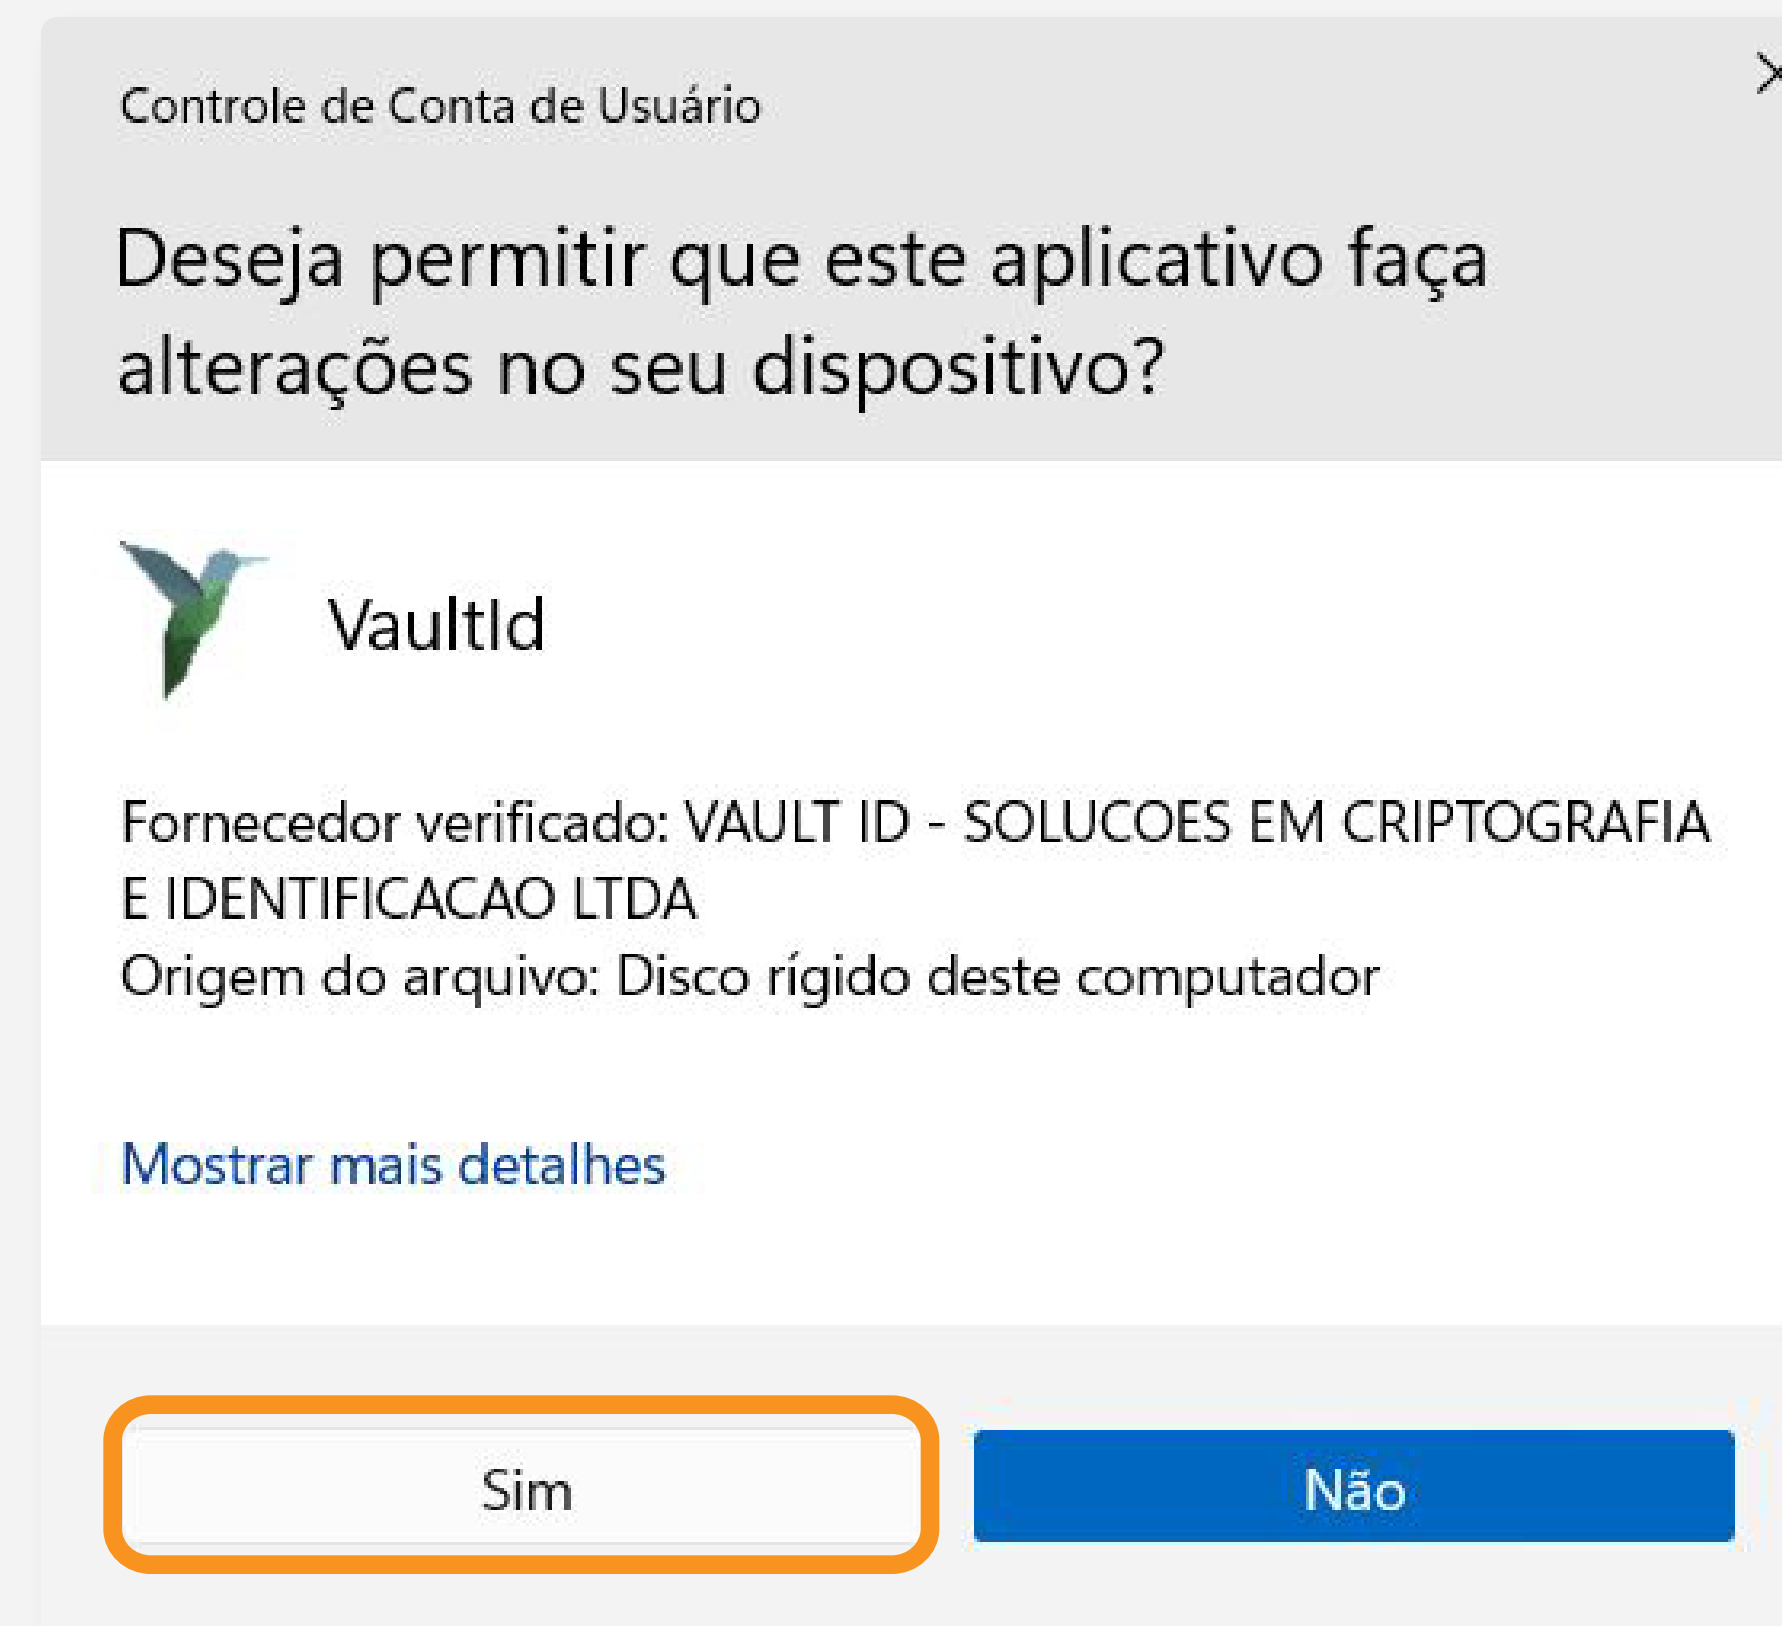 Controle de Conta de Usuário
Deseja permitir que este aplicativo faça
alterações no seu dispositivo?
VaultId
Fornecedor verificado: VAULT ID - SOLUCOES EM CRIPTOGRAFIA
E IDENTIFICACAO LTDA
Origem do arquivo: Disco rígido deste computador
Mostrar mais detalhes
Sim
Não